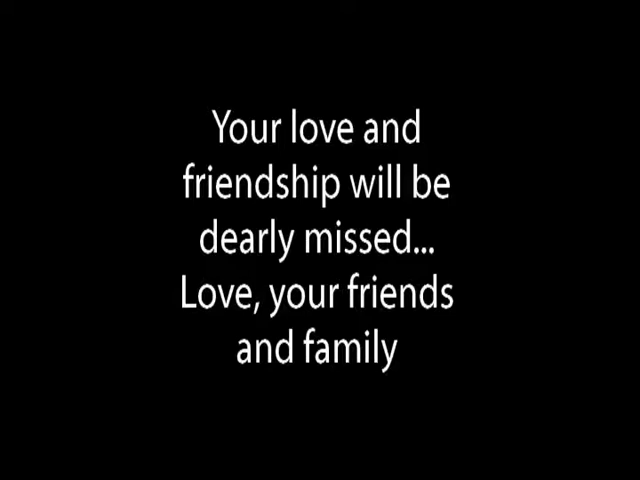 Your love and
friendship will be
dearly missed...
Love, your friends
and family